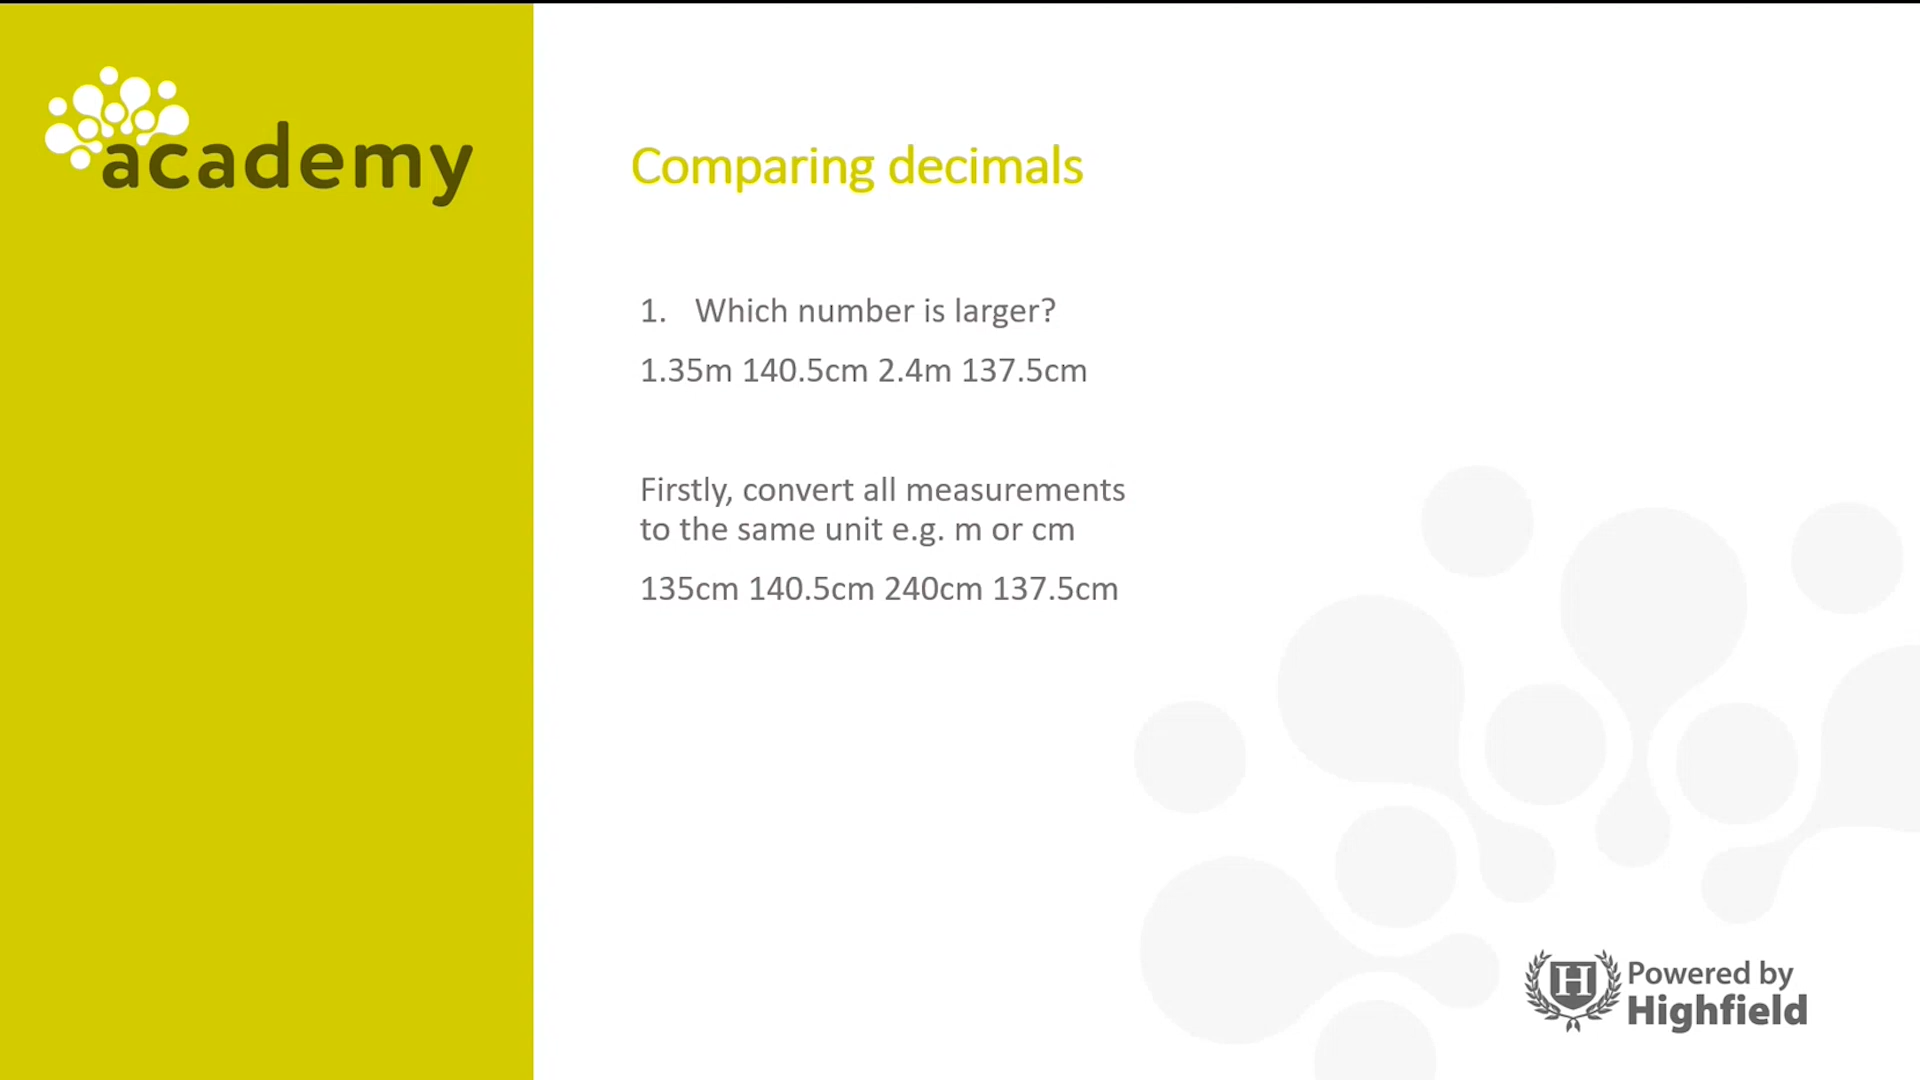 academy
Comparing decimals
1. Which number is larger?
1.35m 140.5cm 2.4m 137.5cm
Firstly, convert all measurements
to the same unit e.g. m or cm
135cm 140.5cm 240cm 137.5cm
H
Powered by
Highfield